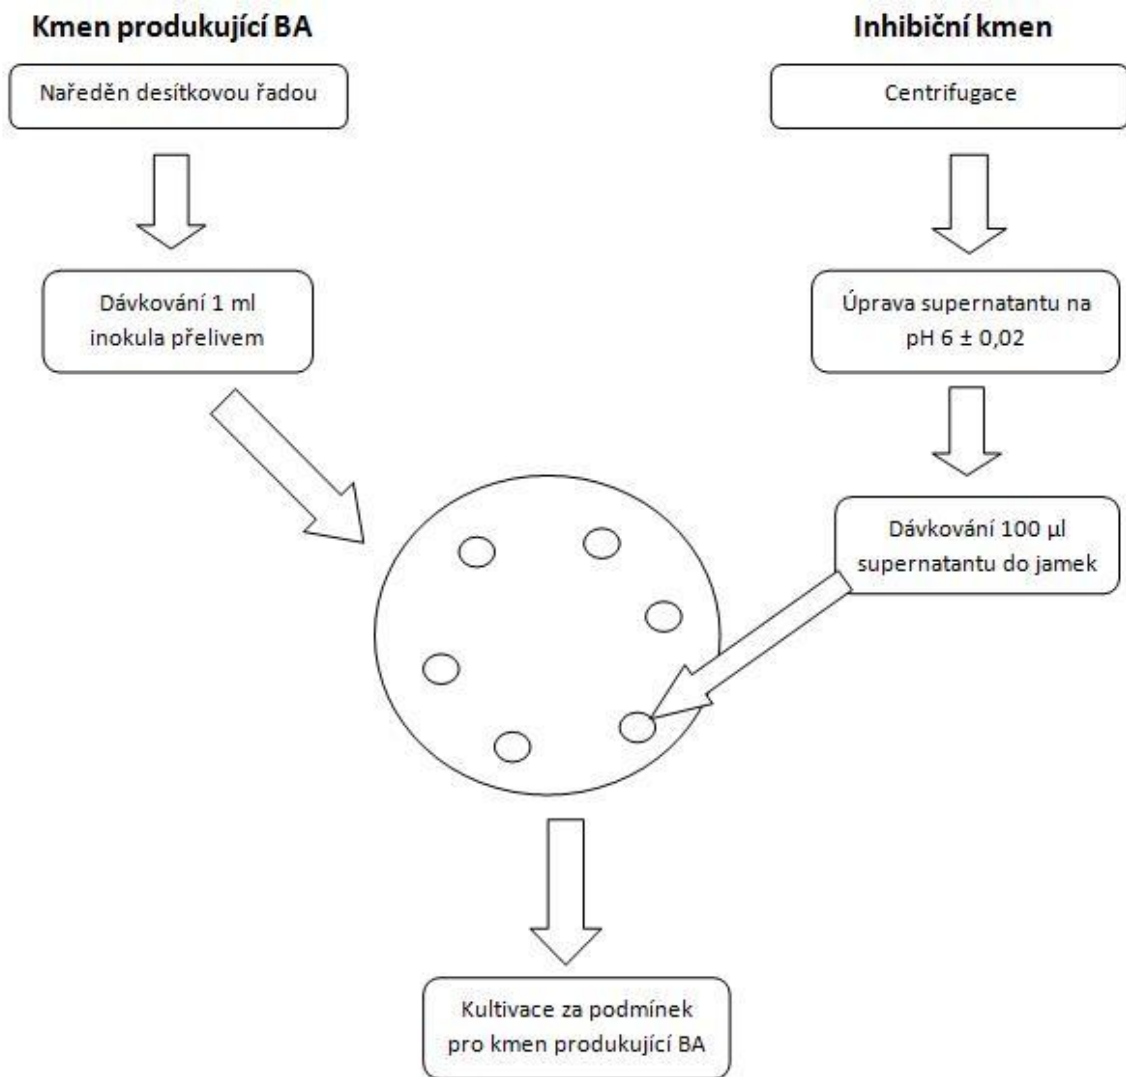 Kmen produkující BA
Naředěn desítkovou řadou
Dávkování 1 ml
inokula přelivem
Inhibiční kmen
Centrifugace
Úprava supernatantu na
pH 6 ± 0,02
Dávkování 100 µl
supernatantu do jamek
Kultivace za podmínek
pro kmen produkující BA